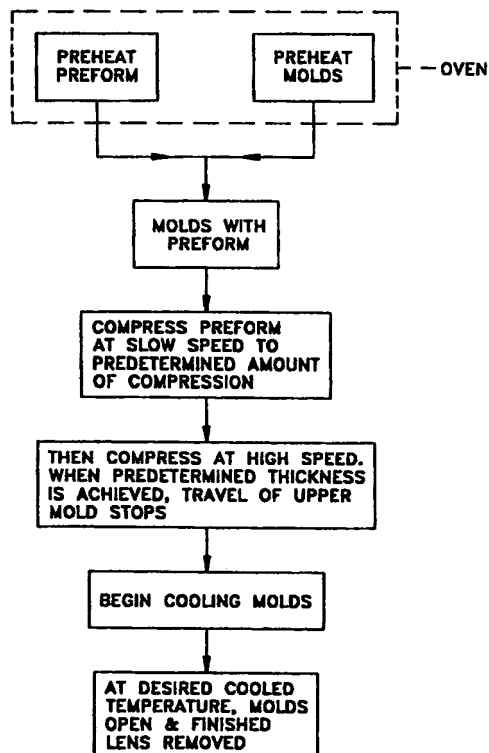 PREHEAT
PREFORM
PREHEAT
MOLDS
OVEN
MOLDS WITH
PREFORM
COMPRESS PREFORM
AT SLOW SPEED TO
PREDETERMINED AMOUNT
OF COMPRESSION
THEN COMPRESS AT HIGH SPEED.
WHEN PREDETERMINED THICKNESS
IS ACHIEVED, TRAVEL OF UPPER
MOLD STOPS
BEGIN COOLING MOLDS
AT DESIRED COOLED
TEMPERATURE, MOLDS
OPEN & FINISHED
LENS REMOVED